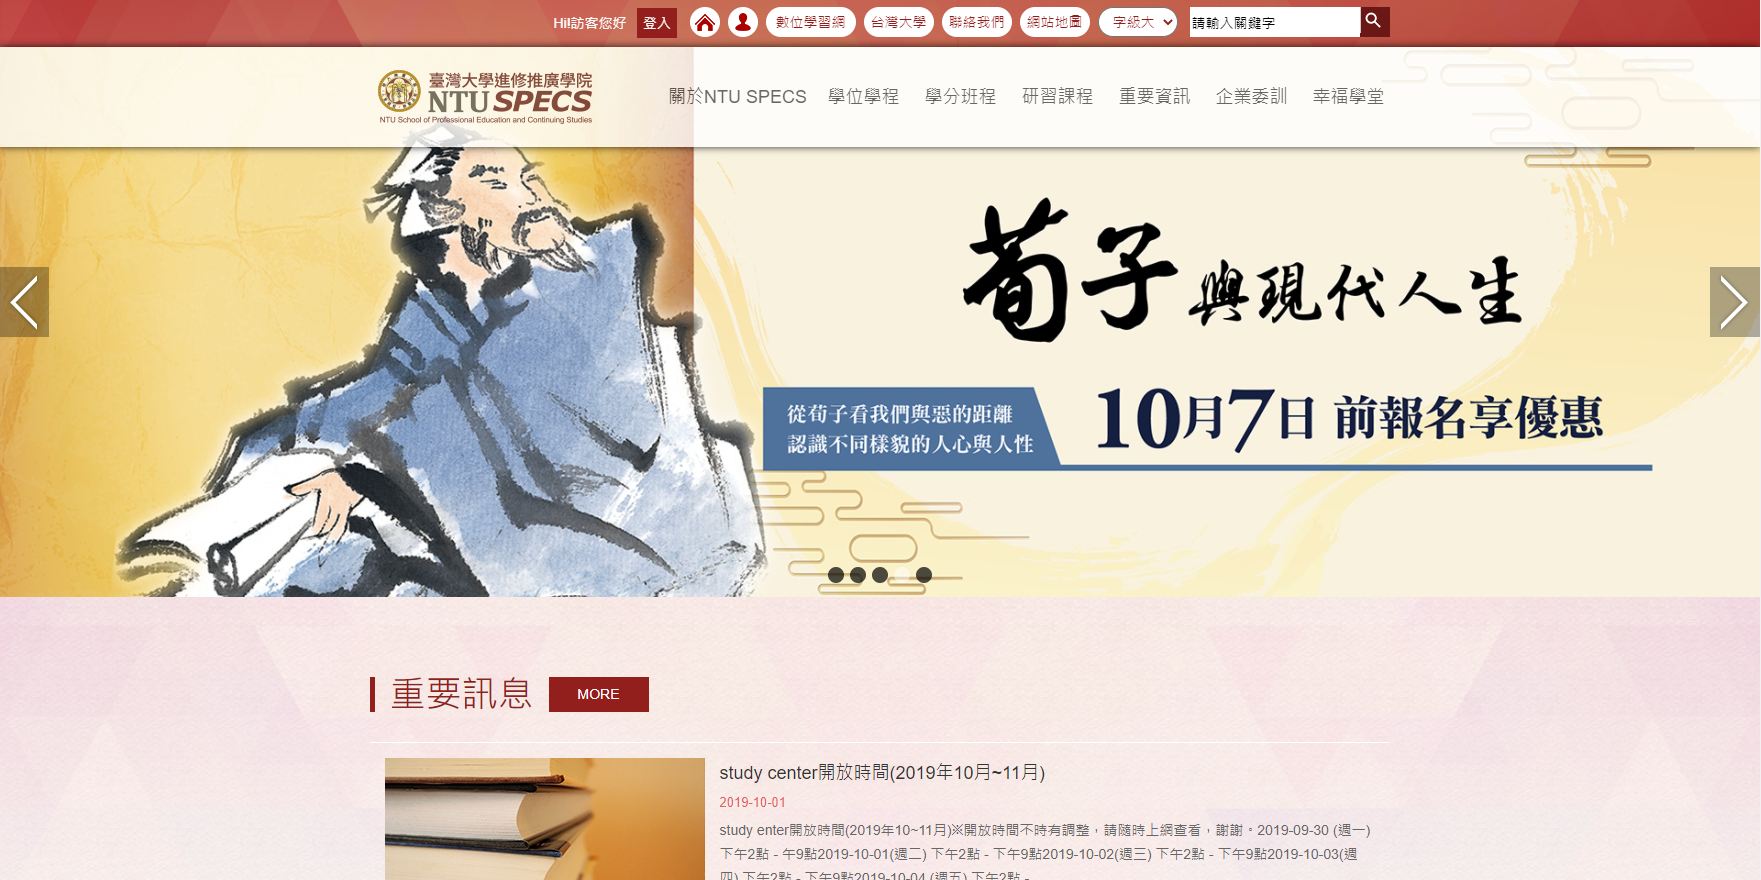 Hi!訪客您好
登入
數位學習網
台灣大學
聯絡我們
網站地圖
字級大
請輸入關鍵字
臺灣大學進修推廣學院
NTU SPECS
NTU School of Professional Education and Continuing Studies
關於NTU SPECS
學位學程
學分班程
研習課程
重要資訊
企業委訓
幸福學堂
荀子與現代人生
從荀子看我們與惡的距離
認識不同樣貌的人心與人性
10月7日 前報名享優惠
重要訊息
MORE
study center開放時間(2019年10月~11月)
2019-10-01
study enter開放時間(2019年10~11月)※開放時間不時有調整，請隨時上網查看，謝謝。2019-09-30 (週一)
下午2點 - 午9點2019-10-01(週二) 下午2點 - 下午9點2019-10-02(週三) 下午2點 - 下午9點2019-10-03(週
四) 下午2點 - 下午9點2019-10-04 (週五) 下午2點 -